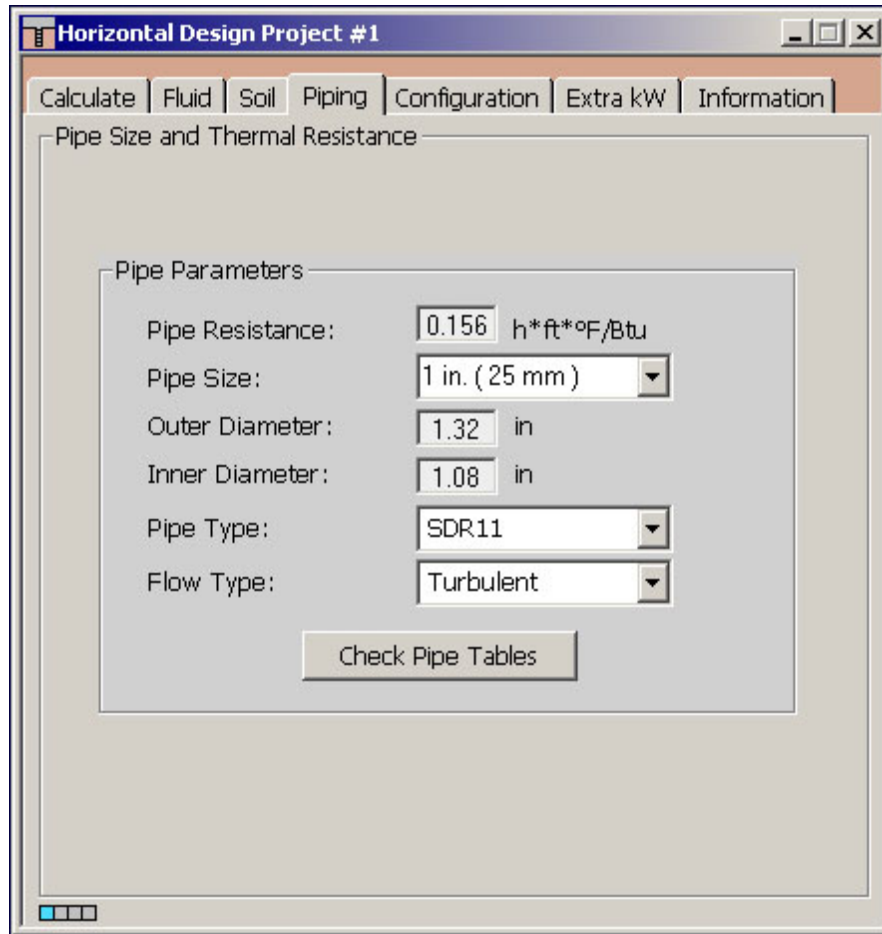 Horizontal Design Project #1
Calculate Fluid Soil Piping Configuration Extra kW Information
Pipe Size and Thermal Resistance
Pipe Parameters
Pipe Resistance: 0.156 h*ft*ºF/Btu
Pipe Size: 1 in. ( 25 mm )
Outer Diameter: 1.32 in
Inner Diameter: 1.08 in
Pipe Type: SDR11
Flow Type: Turbulent
Check Pipe Tables